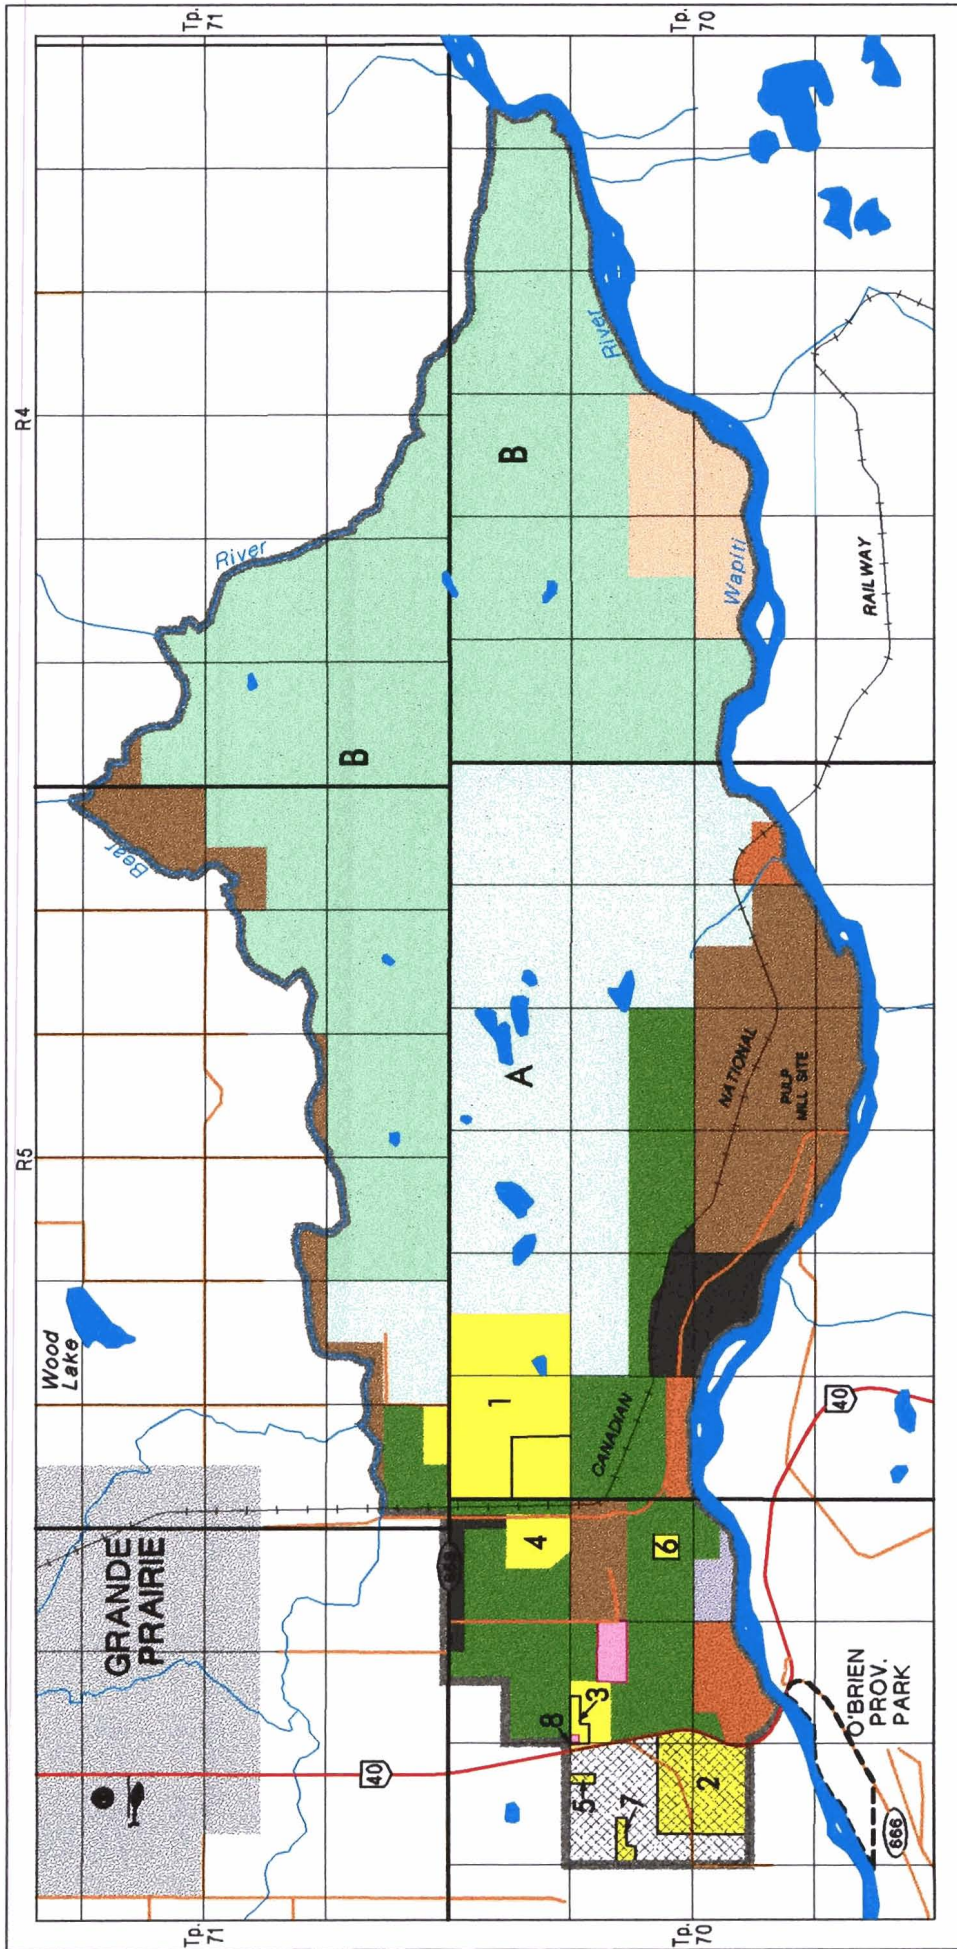 Tp.
71
Tp.
70
R4
River
B
River
B
Wapiti
RAILWAY
Bear
R5
A
NATIONAL
PULP
MILL SITE
Wood
Lake
1
CANADIAN
40
GRANDE
PRAIRIE
4
6
3
8
O'BRIEN
PROV.
PARK
40
5
7
2
666
Tp.
71
Tp.
70